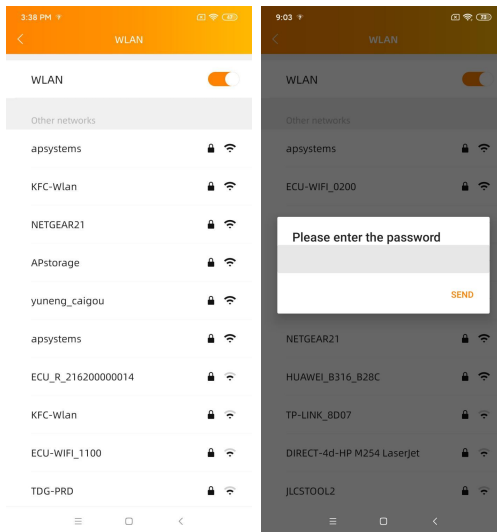 3:38 PM
67
WLAN
WLAN
Other networks
apsystems
KFC-Wlan
NETGEAR21
APstorage
yuneng_caigou
apsystems
ECU_R_216200000014
KFC-Wlan
ECU-WIFI_1100
TDG-PRD
9:03
WLAN
WLAN
Other networks
apsystems
ECU-WIFI_0200
Please enter the password
SEND
NETGEAR21
HUAWEI_B316_B28C
TP-LINK_8D07
DIRECT-4d-HP M254 LaserJet
JLCSTOOL2